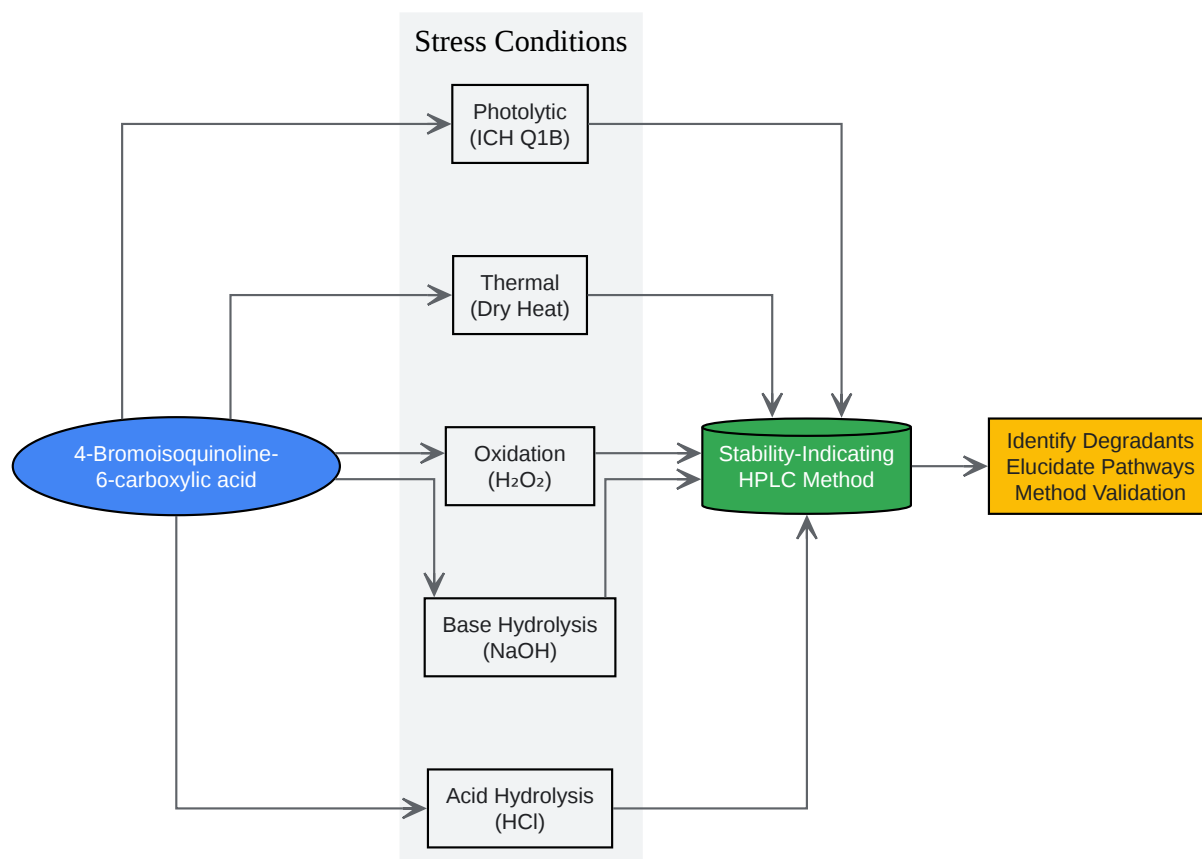 Stress Conditions
Photolytic
(ICH Q1B)
Thermal
(Dry Heat)
4-Bromoisoquinoline-
6-carboxylic acid
Oxidation
(H₂O₂)
Stability-Indicating
HPLC Method
Identify Degradants
Elucidate Pathways
Method Validation
Base Hydrolysis
(NaOH)
Acid Hydrolysis
(HCl)